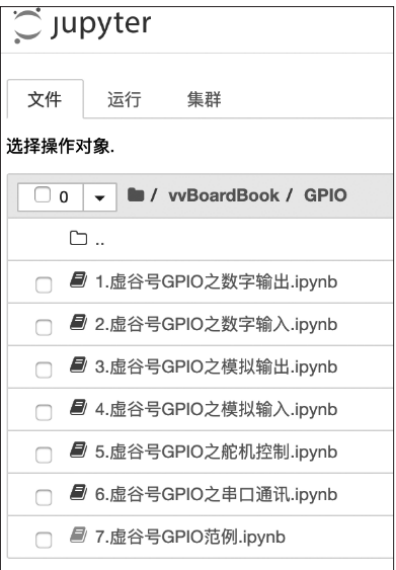 jupyter
文件 运行 集群
选择操作对象.
0 / vvBoardBook / GPIO
..
1.虚谷号GPIO之数字输出.ipynb
2.虚谷号GPIO之数字输入.ipynb
3.虚谷号GPIO之模拟输出.ipynb
4.虚谷号GPIO之模拟输入.ipynb
5.虚谷号GPIO之舵机控制.ipynb
6.虚谷号GPIO之串口通讯.ipynb
7.虚谷号GPIO范例.ipynb